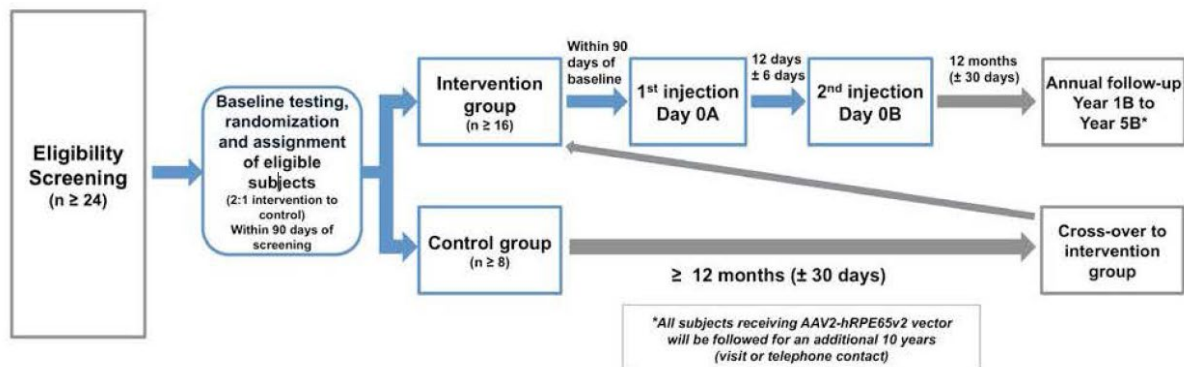 Eligibility
Screening
(n ≥ 24)
Baseline testing,
randomization
and assignment
of eligible
subjects
(2:1 intervention to
control)
Within 90 days of
screening
Intervention
group
(n ≥ 16)
Within 90
days of
baseline
1st injection
Day 0A
12 days
± 6 days
2nd injection
Day 0B
12 months
(± 30 days)
Annual follow-up
Year 1B to
Year 5B*
Control group
(n ≥ 8)
≥ 12 months (± 30 days)
Cross-over to
intervention
group
*All subjects receiving AAV2-hRPE65v2 vector
will be followed for an additional 10 years
(visit or telephone contact)